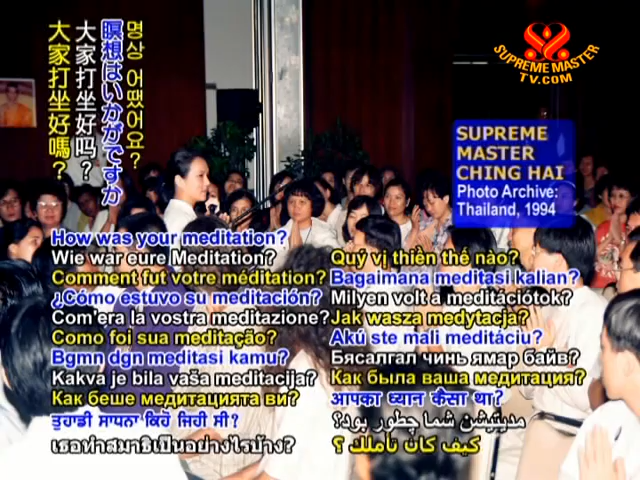 명상 어땠어요?
瞑想はいかがですか
大家打坐好吗?
大家打坐好嗎?
SUPREME MASTER
TV.COM
SUPREME
MASTER
CHING HAI
Photo Archive:
Thailand, 1994
How was your meditation?
Wie war eure Meditation?
Comment fut votre méditation?
¿Cómo estuvo su meditación?
Com'era la vostra meditazione?
Como foi sua meditação?
Bgmn dgn meditasi kamu?
Kakva je bila vaša meditacija?
Как беше медитацията ви?
ਤੁਹਾਡੀ ਸਾਧਨਾ ਕਿਹੋ ਜਿਹੀ ਸੀ?
เธอทำสมาธิเป็นอย่างไรบ้าง?
Quý vị thiền thế nào?
Bagaimana meditasi kalian?
Milyen volt a meditációtok?
Jak wasza medytacja?
Akú ste mali meditáciu?
Бясалгал чинь ямар байв?
Как была ваша медитация?
आपका ध्यान कैसा था?
مدیتیشن شما چطور بود؟
كيف كان تأملك ؟